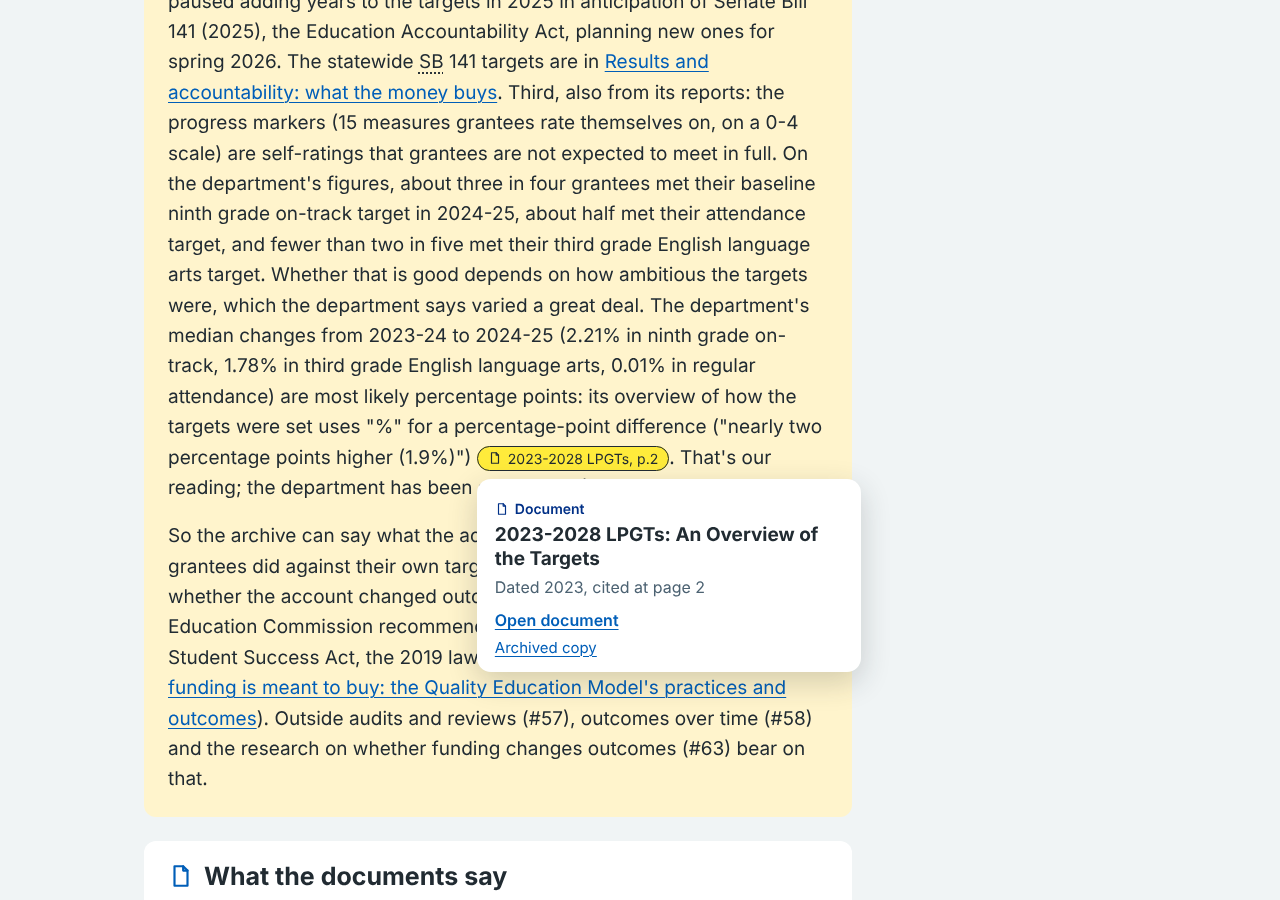 paused adding years to the targets in 2025 in anticipation of Senate Bill
141 (2025), the Education Accountability Act, planning new ones for
spring 2026. The statewide SB 141 targets are in Results and
accountability: what the money buys. Third, also from its reports: the
progress markers (15 measures grantees rate themselves on, on a 0-4
scale) are self-ratings that grantees are not expected to meet in full. On
the department's figures, about three in four grantees met their baseline
ninth grade on-track target in 2024-25, about half met their attendance
target, and fewer than two in five met their third grade English language
arts target. Whether that is good depends on how ambitious the targets
were, which the department says varied a great deal. The department's
median changes from 2023-24 to 2024-25 (2.21% in ninth grade on-
track, 1.78% in third grade English language arts, 0.01% in regular
attendance) are most likely percentage points: its overview of how the
targets were set uses "%" for a percentage-point difference ("nearly two
percentage points higher (1.9%)") 2023-2028 LPGTs, p.2. That's our
reading; the department has been
Document
2023-2028 LPGTs: An Overview of
the Targets
Dated 2023, cited at page 2
Open document
Archived copy
So the archive can say what the
grantees did against their own
whether the account changed
Education Commission
Student Success Act, the 2019 law
funding is meant to buy: the Quality Education Model's practices and
outcomes). Outside audits and reviews (#57), outcomes over time (#58)
and the research on whether funding changes outcomes (#63) bear on
that.
What the documents say